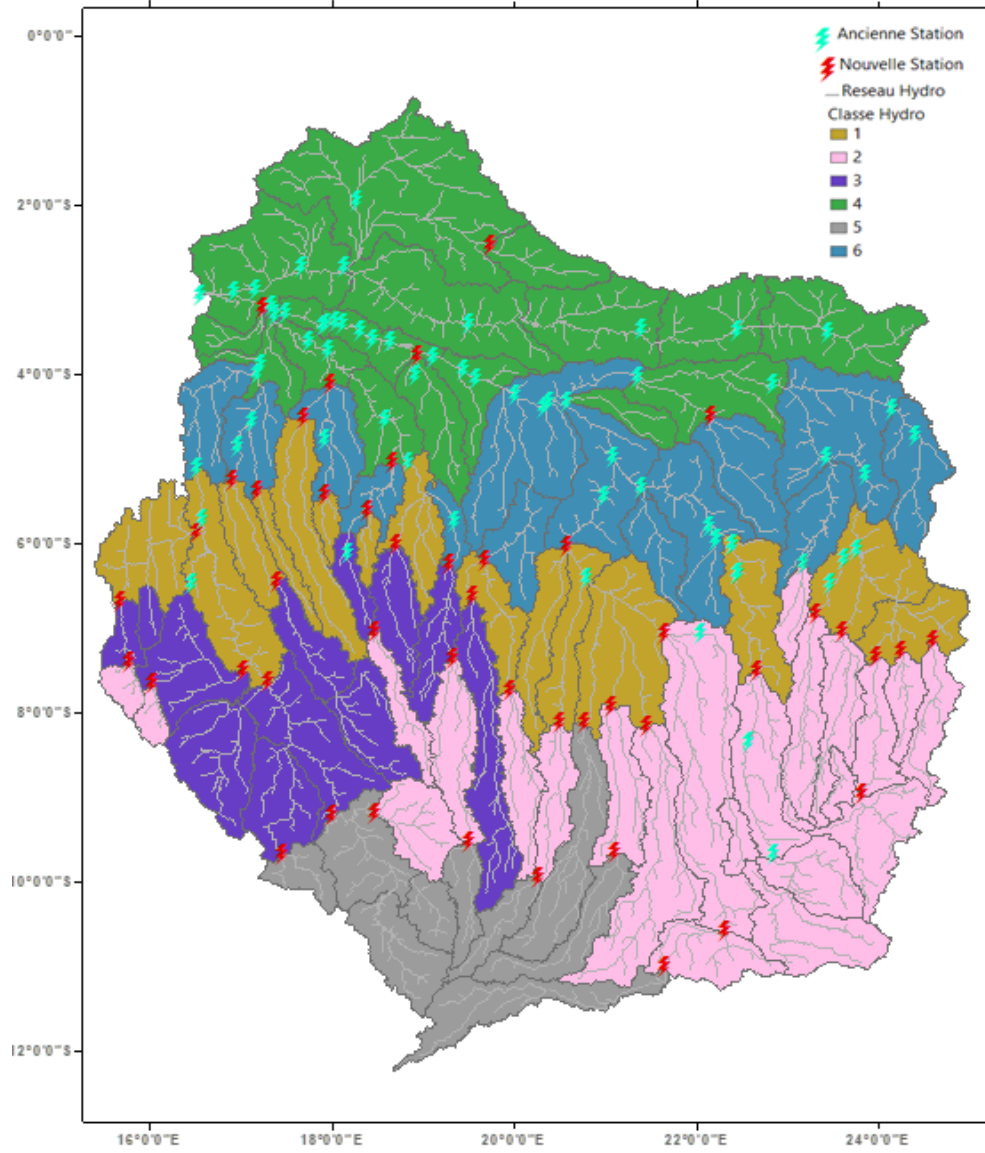 0°0'0"
Ancienne Station
Nouvelle Station
Reseau Hydro
Classe Hydro
1
2
3
4
5
6
2°0'0"S
4°0'0"S
6°0'0"S
8°0'0"S
10°0'0"S
12°0'0"S
16°0'0"E
18°0'0"E
20°0'0"E
22°0'0"E
24°0'0"E